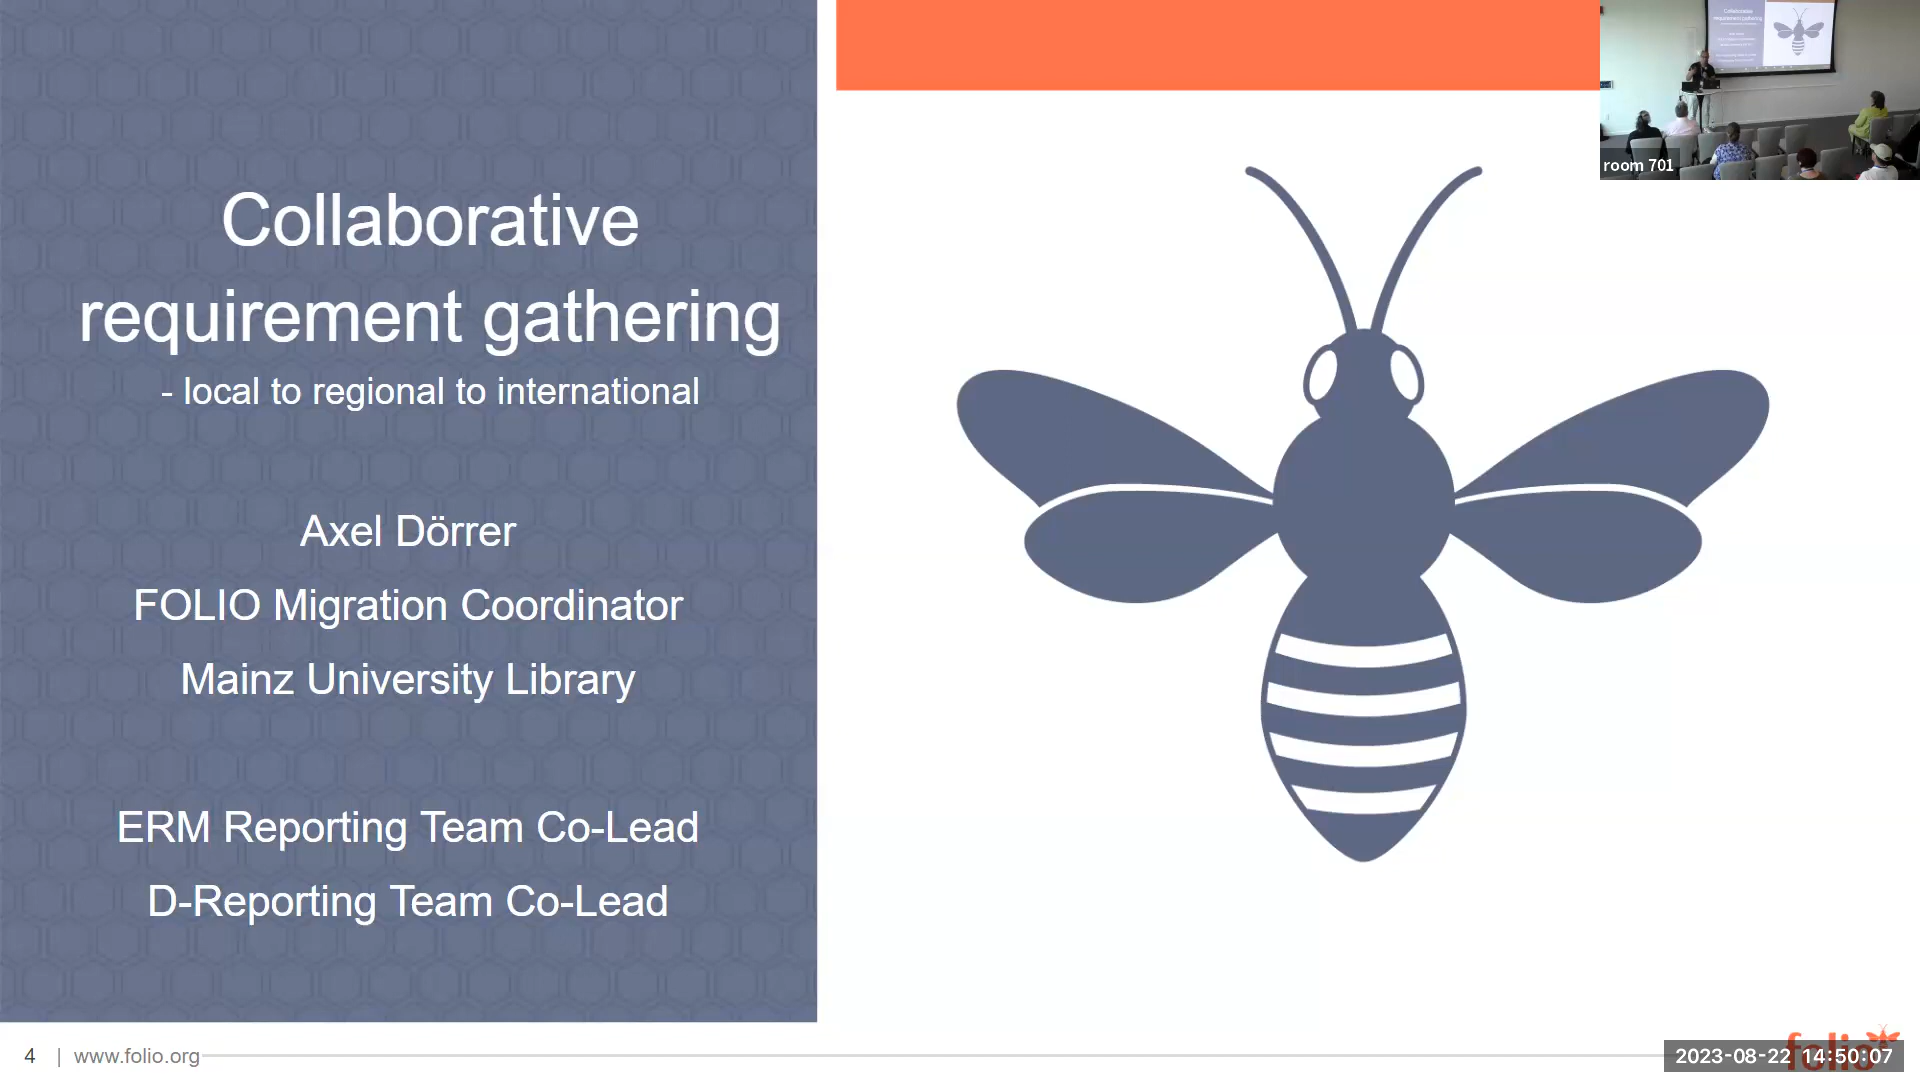 Collaborative
requirement gathering
- local to regional to international
Axel Dörrer
FOLIO Migration Coordinator
Mainz University Library
ERM Reporting Team Co-Lead
D-Reporting Team Co-Lead
room 701
4 | www.folio.org
folio
2023-08-22 14:50:07